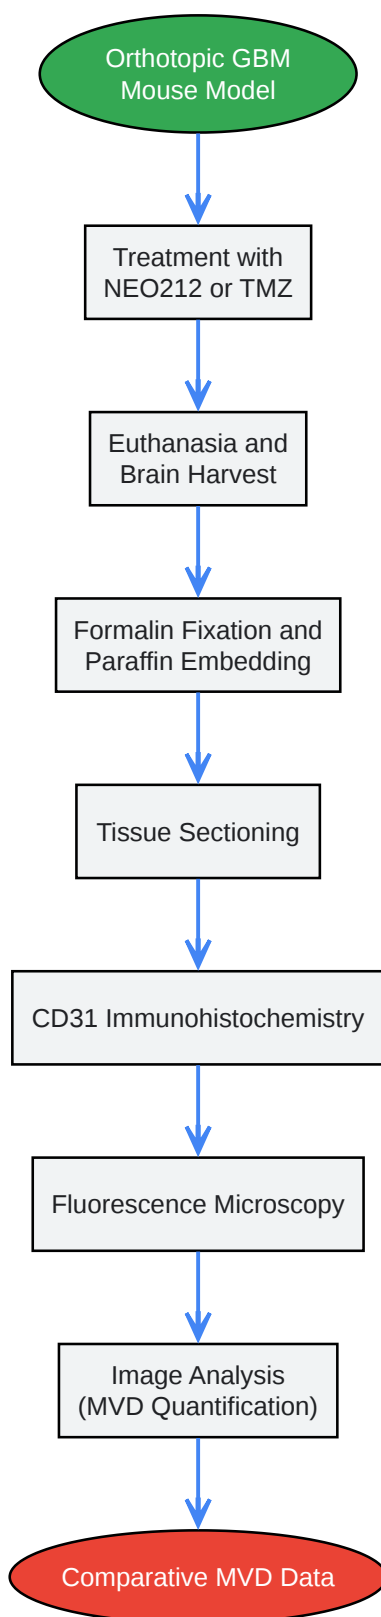 Orthotopic GBM
Mouse Model
Treatment with
NEO212 or TMZ
Euthanasia and
Brain Harvest
Formalin Fixation and
Paraffin Embedding
Tissue Sectioning
CD31 Immunohistochemistry
Fluorescence Microscopy
Image Analysis
(MVD Quantification)
Comparative MVD Data